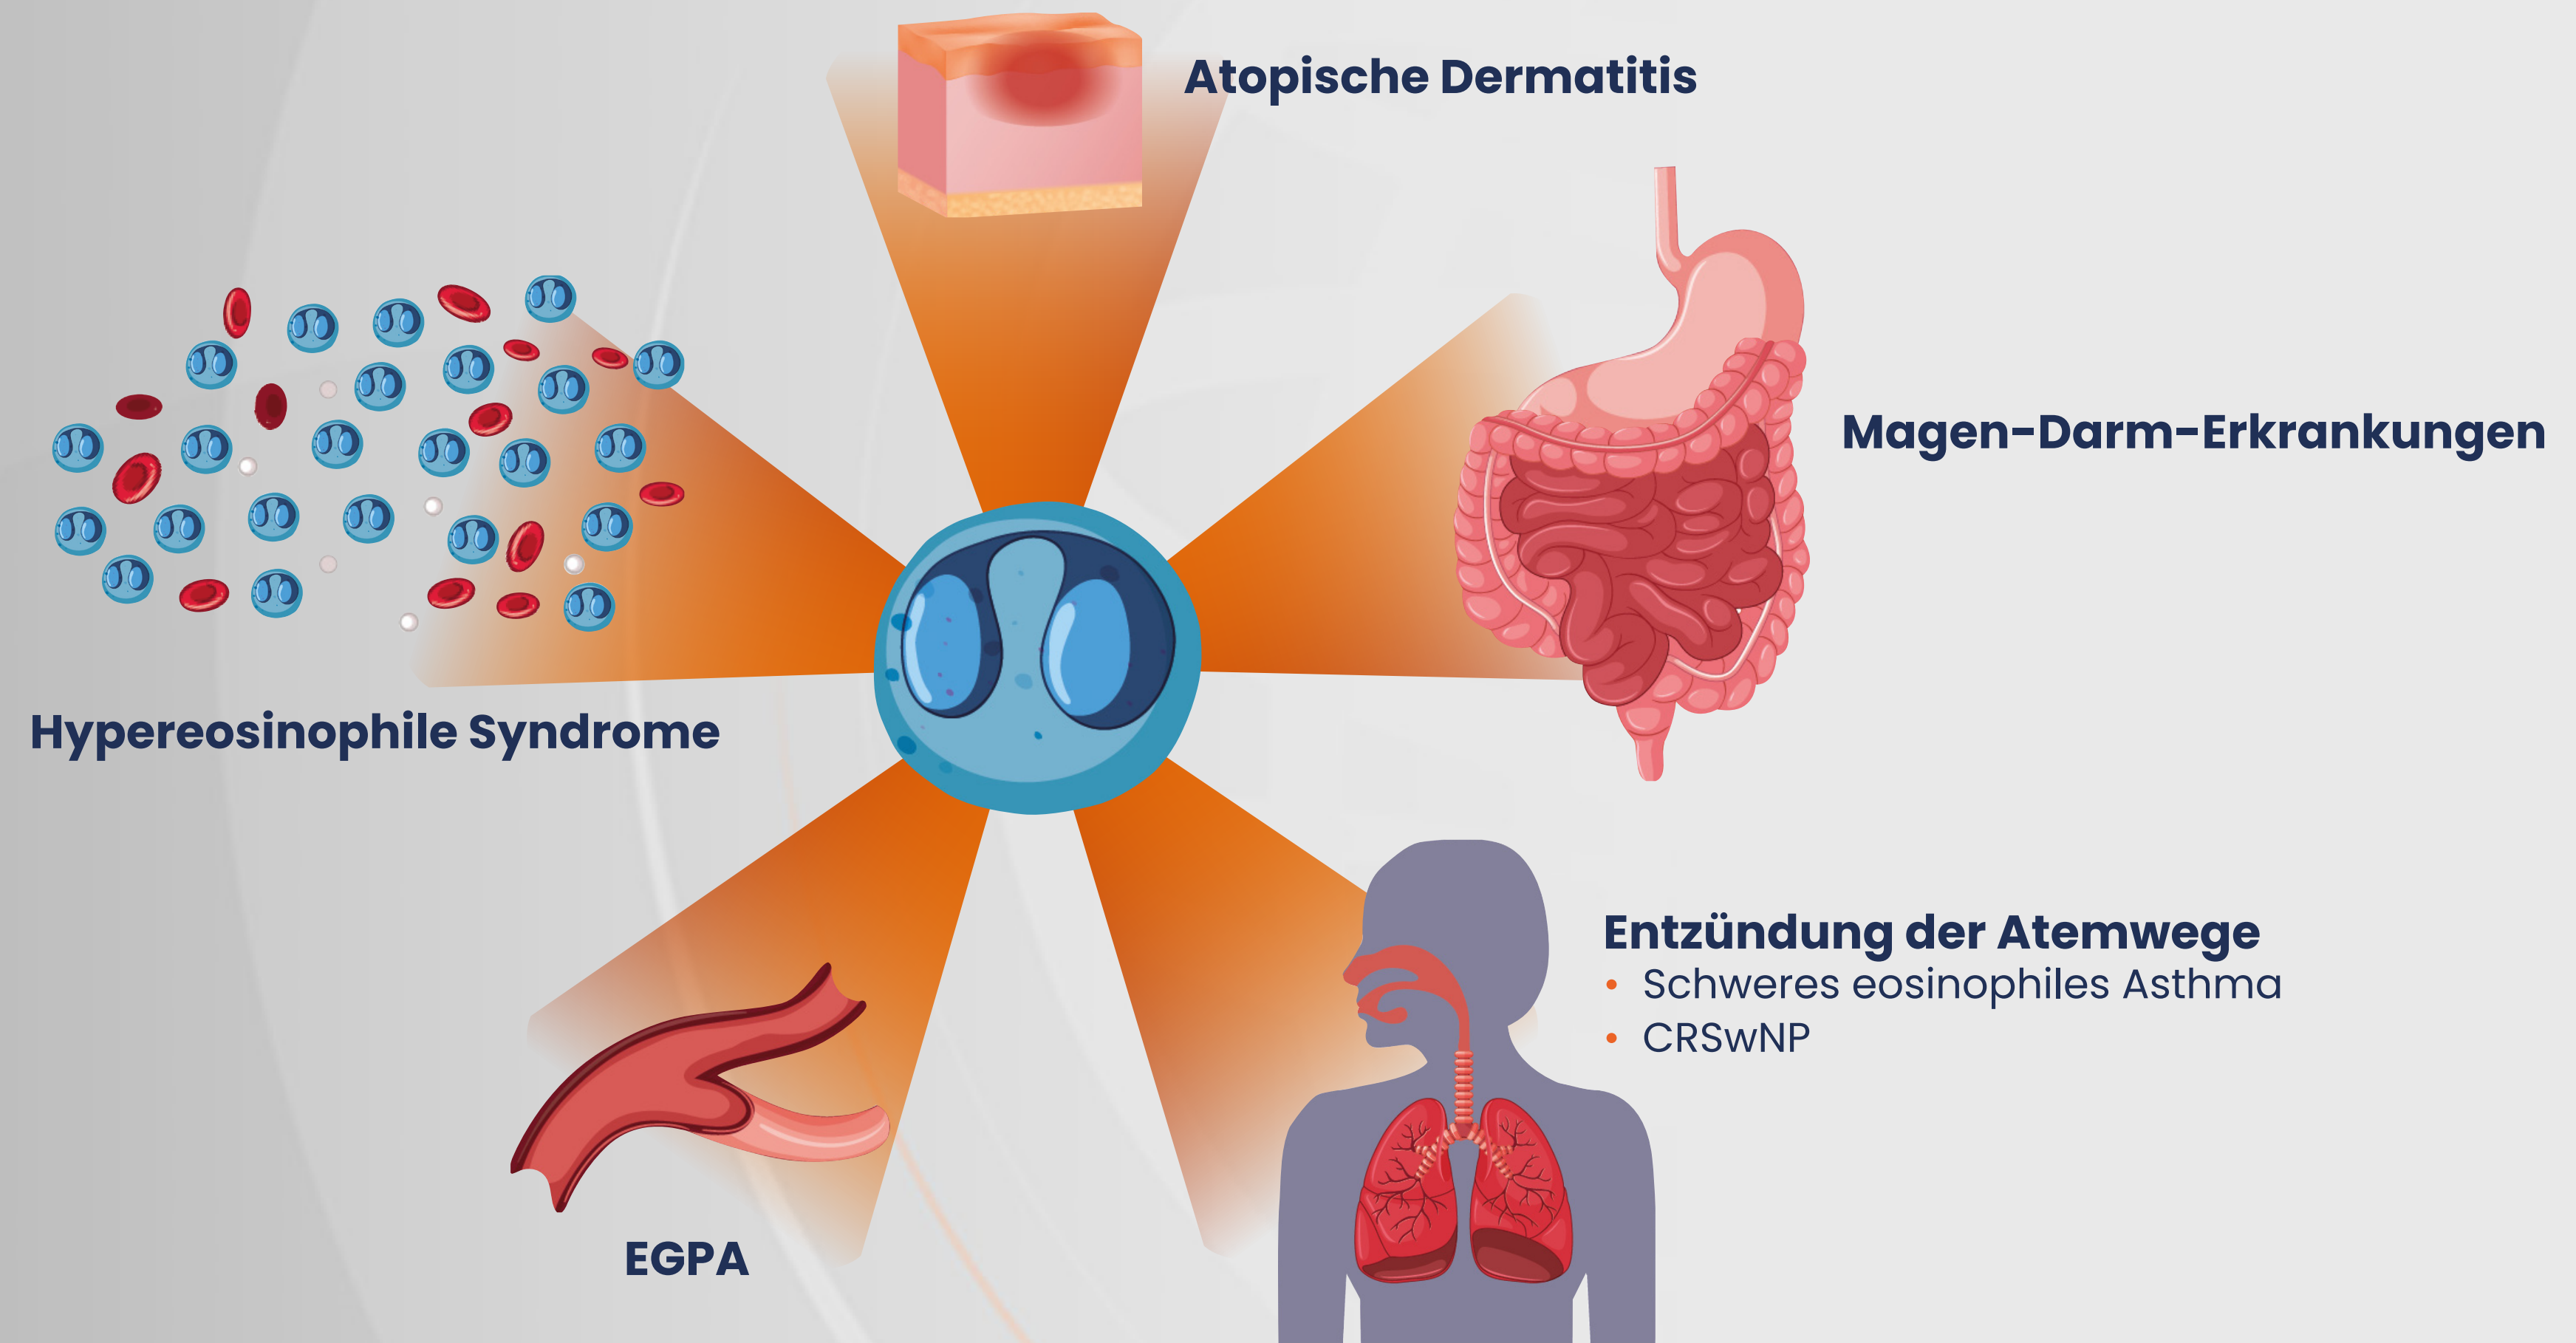 Atopische Dermatitis
Magen-Darm-Erkrankungen
Hypereosinophile Syndrome
Entzündung der Atemwege
• Schweres eosinophiles Asthma
• CRSwNP
EGPA